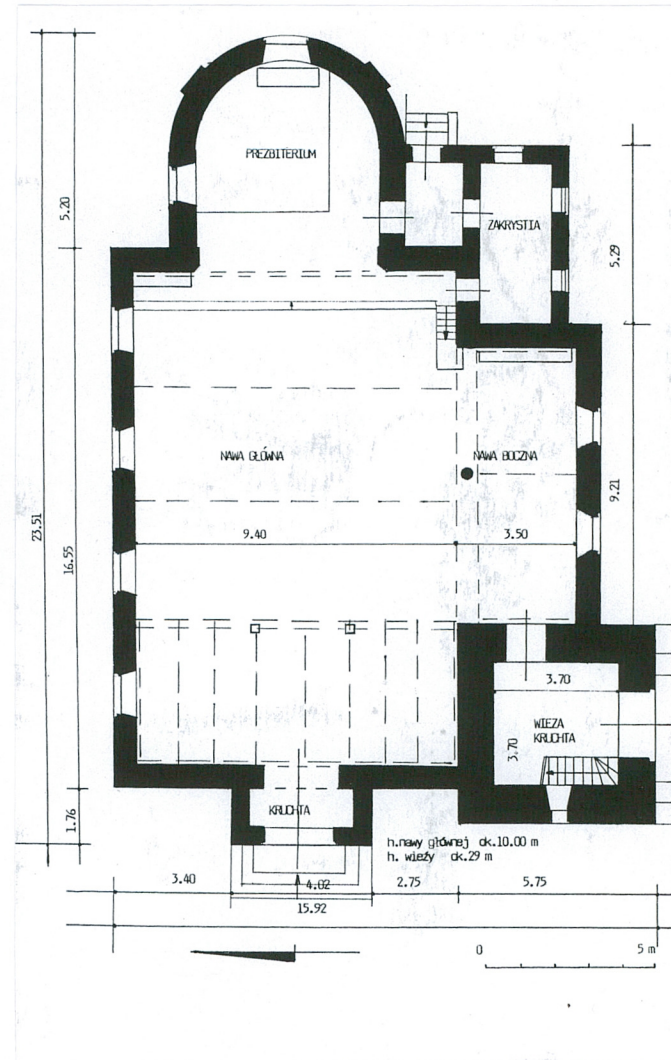 PREZBITERIUM
ZAKRYSTIA
5.20
5.29
NAWA GŁÓWNA
NAWA BOCZNA
9.21
23.51
16.55
9.40
3.50
3.70
WIEZA
KRUCHTA
3.70
KRUCHTA
1.76
h.nawy głównej ok.10.00 m
h. wieży ok.29 m
3.40
4.02
2.75
5.75
15.92
0
5 m